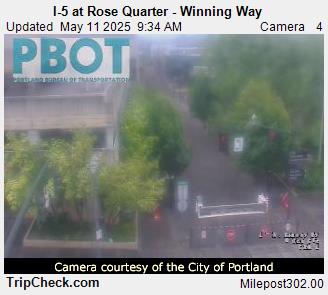 I-5 at Rose Quarter - Winning Way
Updated May 11 2025 9:34 AM Camera 4
PBOT
PORTLAND BUREAU OF TRANSPORTATION
Camera courtesy of the City of Portland
TripCheck.com Milepost302.00